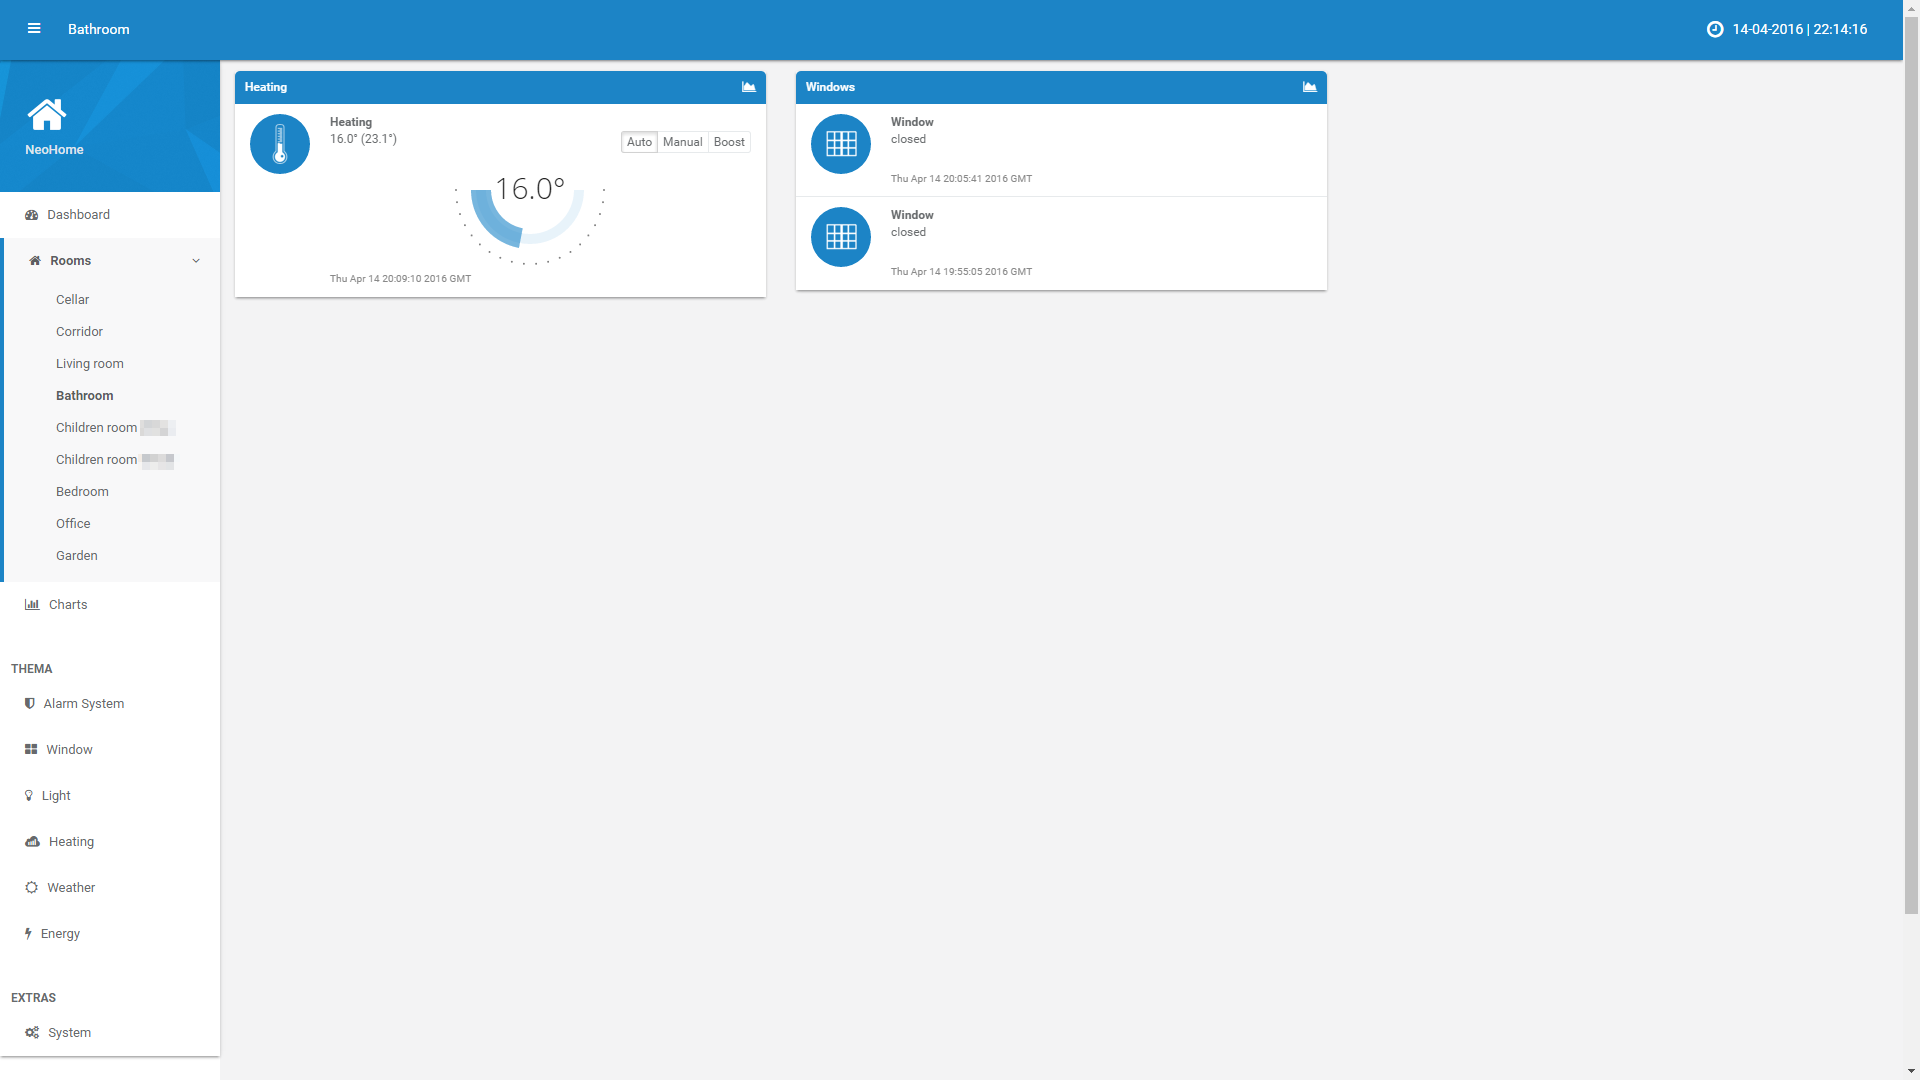 Bathroom
14-04-2016 | 22:14:16
NeoHome
Dashboard
Rooms
Cellar
Corridor
Living room
Bathroom
Children room
Children room
Bedroom
Office
Garden
Charts
THEMA
Alarm System
Window
Light
Heating
Weather
Energy
EXTRAS
System
Heating
Heating
16.0° (23.1°)
Auto Manual Boost
16.0°
Thu Apr 14 20:09:10 2016 GMT
Windows
Window
closed
Thu Apr 14 20:05:41 2016 GMT
Window
closed
Thu Apr 14 19:55:05 2016 GMT